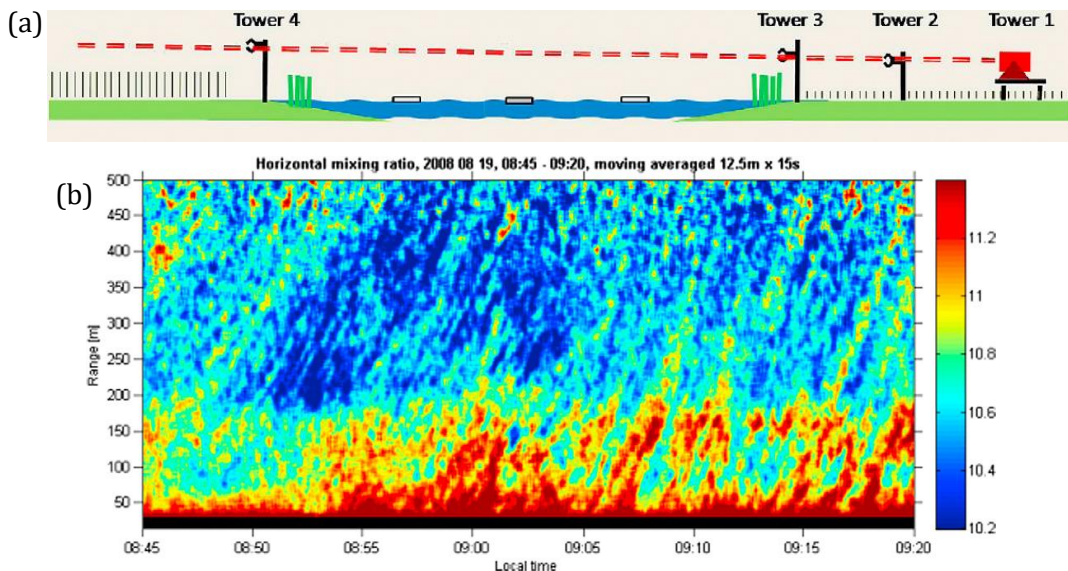 (a)
Tower 4
Tower 3
Tower 2
Tower 1
Horizontal mixing ratio, 2008 08 19, 08:45 - 09:20, moving averaged 12.5m x 15s
(b)
500
450
400
350
300
250
200
150
100
50
Range [m]
11.2
11
10.8
10.6
10.4
10.2
08:45
08:50
08:55
09:00
09:05
09:10
09:15
09:20
Local time